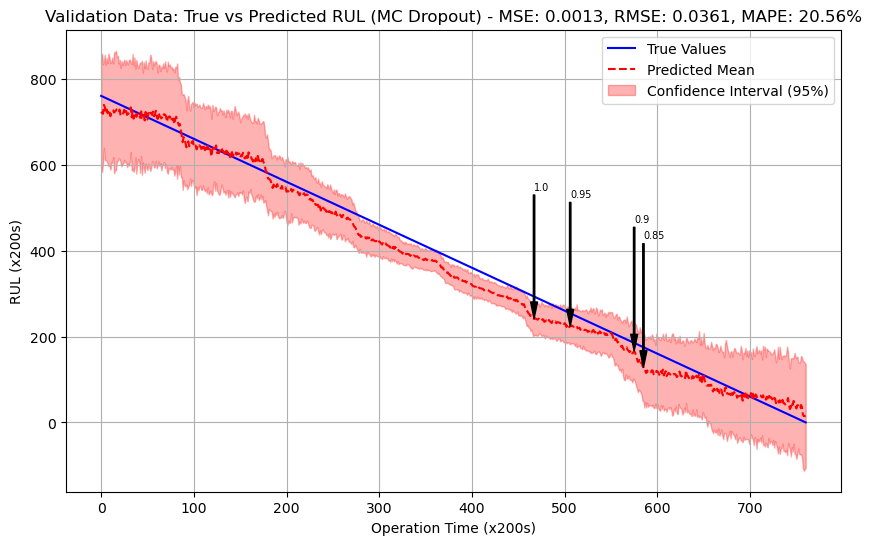 Validation Data: True vs Predicted RUL (MC Dropout) - MSE: 0.0013, RMSE: 0.0361, MAPE: 20.56%
True Values
Predicted Mean
Confidence Interval (95%)
800
600
400
200
0
RUL (x200s)
1.0
0.95
0.9
0.85
0 100 200 300 400 500 600 700
Operation Time (x200s)